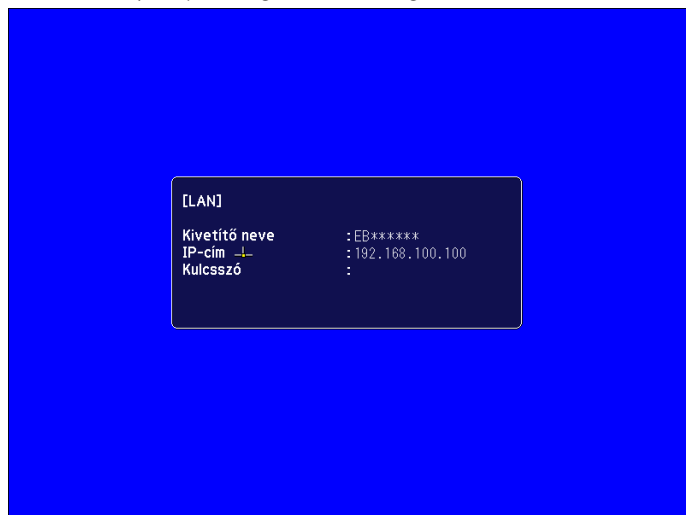 [LAN]
Kivetítő neve :EB******
IP-cím :192.168.100.100
Kulcsszó :